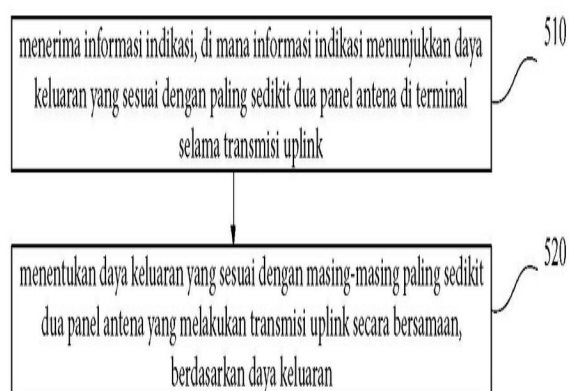 menerima informasi indikasi, di mana informasi indikasi menunjukkan daya
keluaran yang sesuai dengan paling sedikit dua panel antena di terminal
selama transmisi uplink
510
menentukan daya keluaran yang sesuai dengan masing-masing paling sedikit
dua panel antena yang melakukan transmisi uplink secara bersamaan,
berdasarkan daya keluaran
520